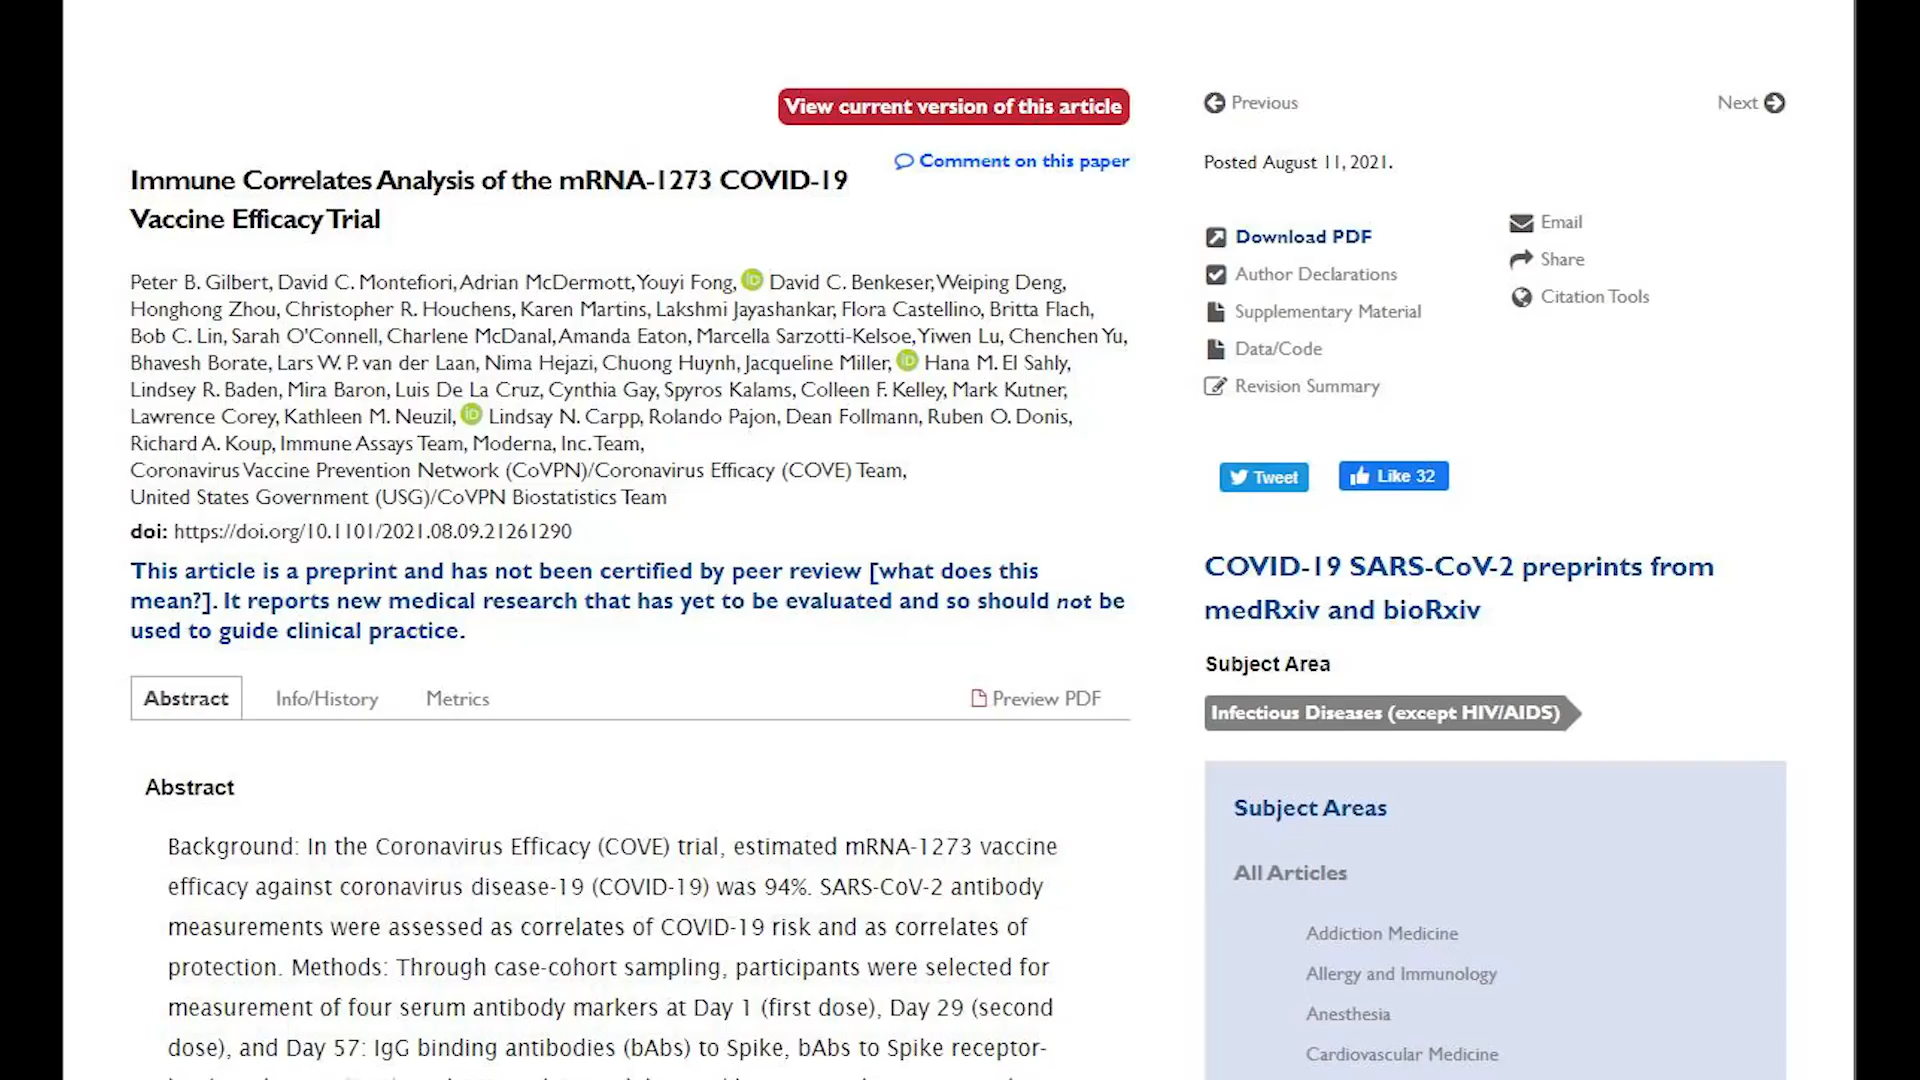 View current version of this article
Comment on this paper
Immune Correlates Analysis of the mRNA-1273 COVID-19
Vaccine Efficacy Trial
Peter B. Gilbert, David C. Montefiori, Adrian McDermott, Youyi Fong, David C. Benkeser, Weiping Deng,
Honghong Zhou, Christopher R. Houchens, Karen Martins, Lakshmi Jayashankar, Flora Castellino, Britta Flach,
Bob C. Lin, Sarah O'Connell, Charlene McDanal, Amanda Eaton, Marcella Sarzotti-Kelsoe, Yiwen Lu, Chenchen Yu,
Bhavesh Borate, Lars W. P. van der Laan, Nima Hejazi, Chuong Huynh, Jacqueline Miller, Hana M. El Sahly,
Lindsey R. Baden, Mira Baron, Luis De La Cruz, Cynthia Gay, Spyros Kalams, Colleen F. Kelley, Mark Kutner,
Lawrence Corey, Kathleen M. Neuzil, Lindsay N. Carpp, Rolando Pajon, Dean Follmann, Ruben O. Donis,
Richard A. Koup, Immune Assays Team, Moderna, Inc. Team,
Coronavirus Vaccine Prevention Network (CoVPN)/Coronavirus Efficacy (COVE) Team,
United States Government (USG)/CoVPN Biostatistics Team
doi: https://doi.org/10.1101/2021.08.09.21261290
This article is a preprint and has not been certified by peer review [what does this
mean?]. It reports new medical research that has yet to be evaluated and so should not be
used to guide clinical practice.
Abstract
Info/History
Metrics
Preview PDF
Abstract
Background: In the Coronavirus Efficacy (COVE) trial, estimated mRNA-1273 vaccine
efficacy against coronavirus disease-19 (COVID-19) was 94%. SARS-CoV-2 antibody
measurements were assessed as correlates of COVID-19 risk and as correlates of
protection. Methods: Through case-cohort sampling, participants were selected for
measurement of four serum antibody markers at Day 1 (first dose), Day 29 (second
dose), and Day 57: IgG binding antibodies (bAbs) to Spike, bAbs to Spike receptor-
Previous
Next
Posted August 11, 2021.
Download PDF
Author Declarations
Supplementary Material
Data/Code
Revision Summary
Email
Share
Citation Tools
Tweet
Like 32
COVID-19 SARS-CoV-2 preprints from
medRxiv and bioRxiv
Subject Area
Infectious Diseases (except HIV/AIDS)
Subject Areas
All Articles
Addiction Medicine
Allergy and Immunology
Anesthesia
Cardiovascular Medicine